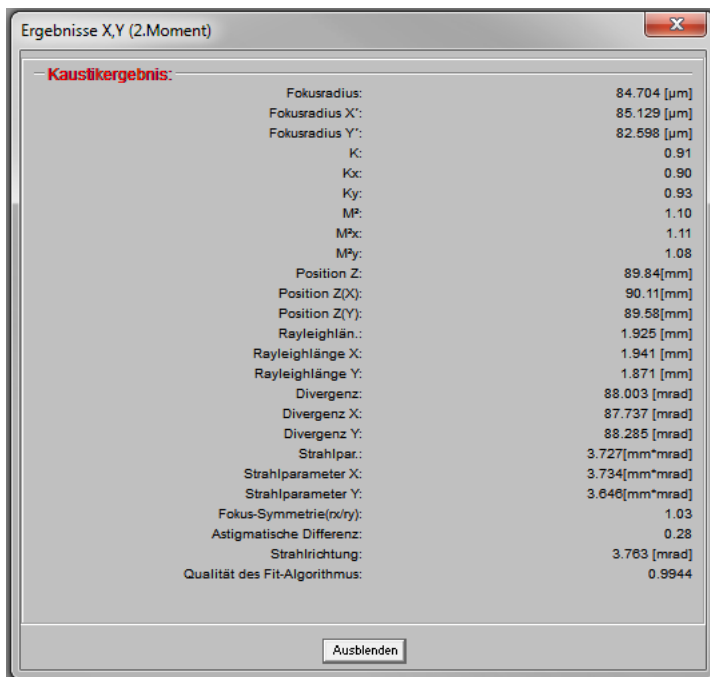 Ergebnisse X,Y (2.Moment)
Kaustikergebnis:
Fokusradius: 84.704 [µm]
Fokusradius X': 85.129 [µm]
Fokusradius Y': 82.598 [µm]
K: 0.91
Kx: 0.90
Ky: 0.93
M²: 1.10
M²x: 1.11
M²y: 1.08
Position Z: 89.84[mm]
Position Z(X): 90.11[mm]
Position Z(Y): 89.58[mm]
Rayleighlän.: 1.925 [mm]
Rayleighlänge X: 1.941 [mm]
Rayleighlänge Y: 1.871 [mm]
Divergenz: 88.003 [mrad]
Divergenz X: 87.737 [mrad]
Divergenz Y: 88.285 [mrad]
Strahlpar.: 3.727[mm*mrad]
Strahlparameter X: 3.734[mm*mrad]
Strahlparameter Y: 3.646[mm*mrad]
Fokus-Symmetrie(rx/ry): 1.03
Astigmatische Differenz: 0.28
Strahlrichtung: 3.763 [mrad]
Qualität des Fit-Algorithmus: 0.9944
Ausblenden